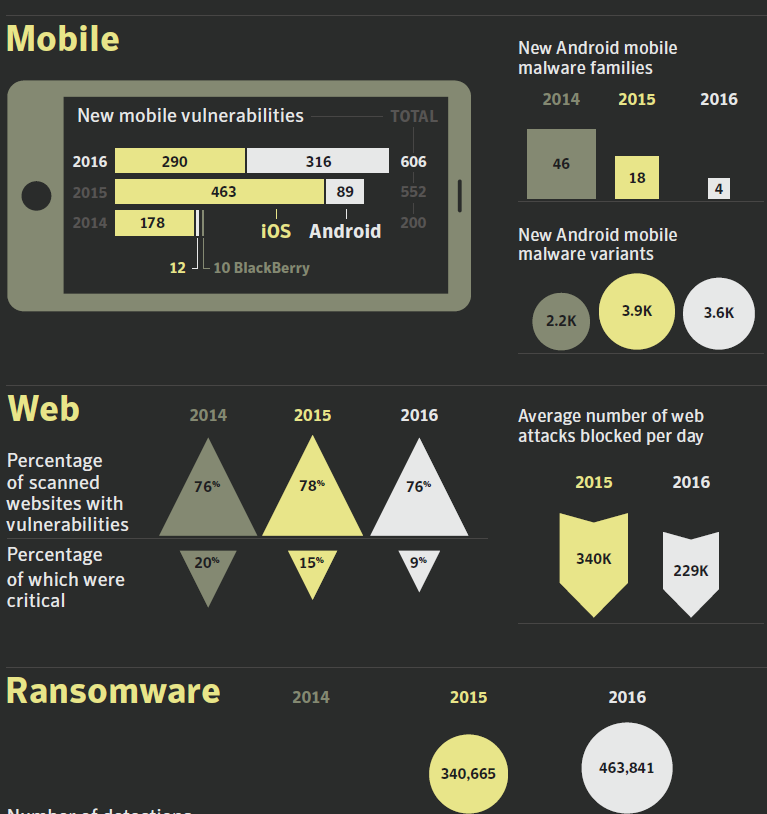 Mobile
New mobile vulnerabilities TOTAL
2016 290 316 606
2015 463 89 552
2014 178 200
iOS Android
12 10 BlackBerry
New Android mobile
malware families
2014 2015 2016
46 18 4
New Android mobile
malware variants
2.2K 3.9K 3.6K
Web
2014 2015 2016
Percentage
of scanned
websites with
vulnerabilities
76% 78% 76%
Percentage
of which were
critical
20% 15% 9%
Average number of web
attacks blocked per day
2015 2016
340K 229K
Ransomware
2014 2015 2016
340,665 463,841
Number of detections